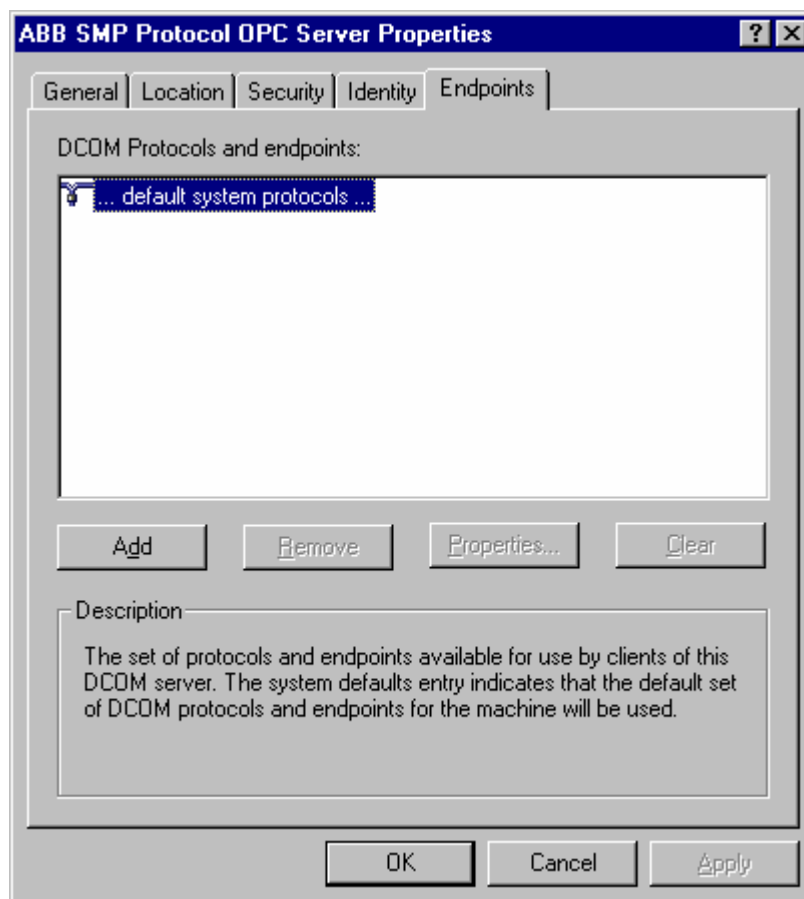 ABB SMP Protocol OPC Server Properties
General Location Security Identity Endpoints
DCOM Protocols and endpoints:
... default system protocols ...
Add Remove Properties... Clear
Description
The set of protocols and endpoints available for use by clients of this
DCOM server. The system defaults entry indicates that the default set
of DCOM protocols and endpoints for the machine will be used.
OK Cancel Apply